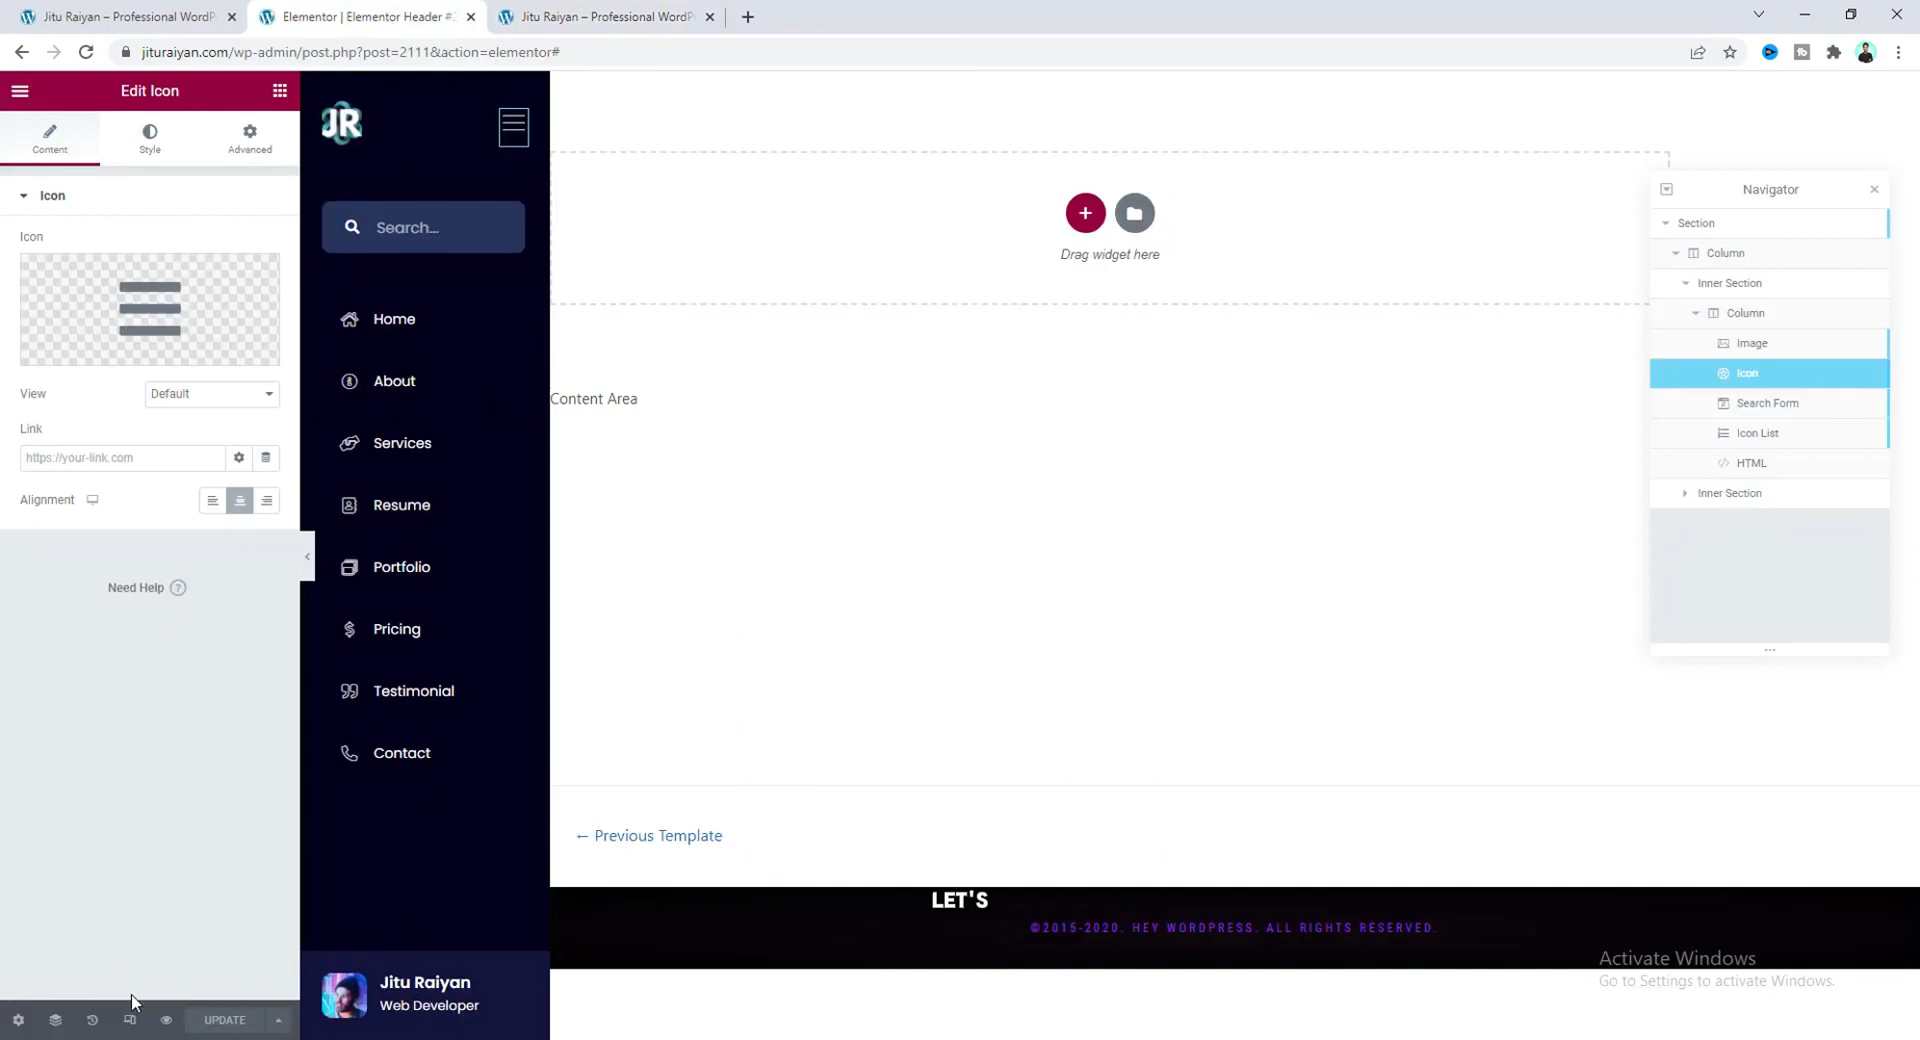 Jitu Raiyan – Professional WordP
Elementor | Elementor Header #
Jitu Raiyan – Professional WordP
jituraiyan.com/wp-admin/post.php?post=2111&action=elementor#
Edit Icon
Content
Style
Advanced
Icon
Icon
View
Default
Link
https://your-link.com
Alignment
Need Help
UPDATE
JR
Search...
Home
About
Services
Resume
Portfolio
Pricing
Testimonial
Contact
Jitu Raiyan
Web Developer
Drag widget here
Content Area
← Previous Template
LET'S
©2015-2020. HEY WORDPRESS. ALL RIGHTS RESERVED.
Navigator
Section
Column
Inner Section
Column
Image
Icon
Search Form
Icon List
HTML
Inner Section
Activate Windows
Go to Settings to activate Windows.